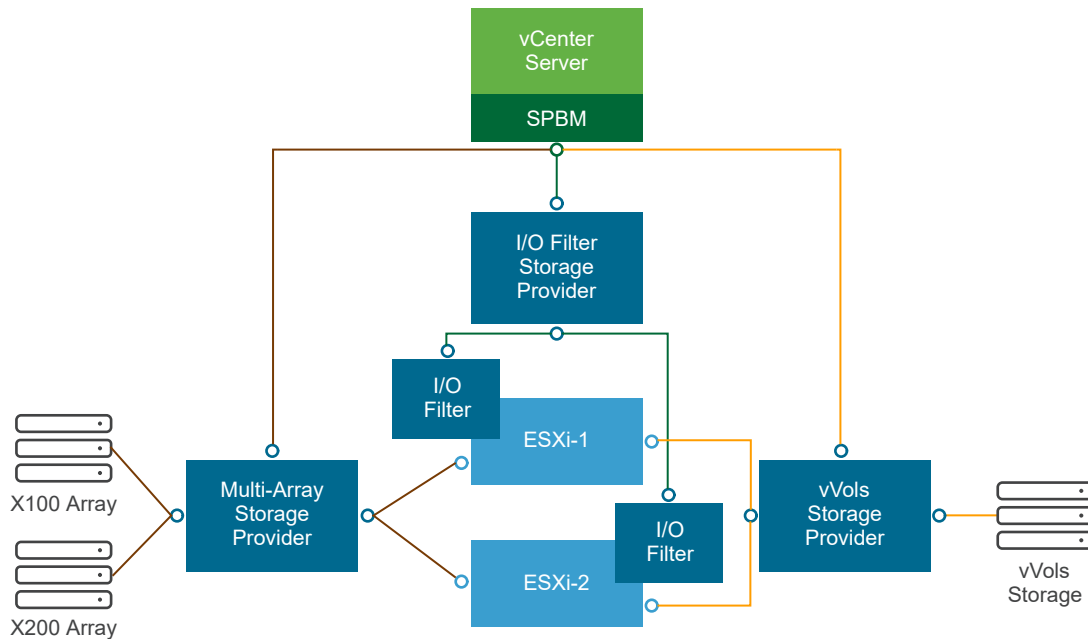 vCenter
Server
SPBM
I/O Filter
Storage
Provider
I/O
Filter
ESXi-1
X100 Array
Multi-Array
Storage
Provider
I/O
Filter
vVols
Storage
Provider
ESXi-2
vVols
Storage
X200 Array